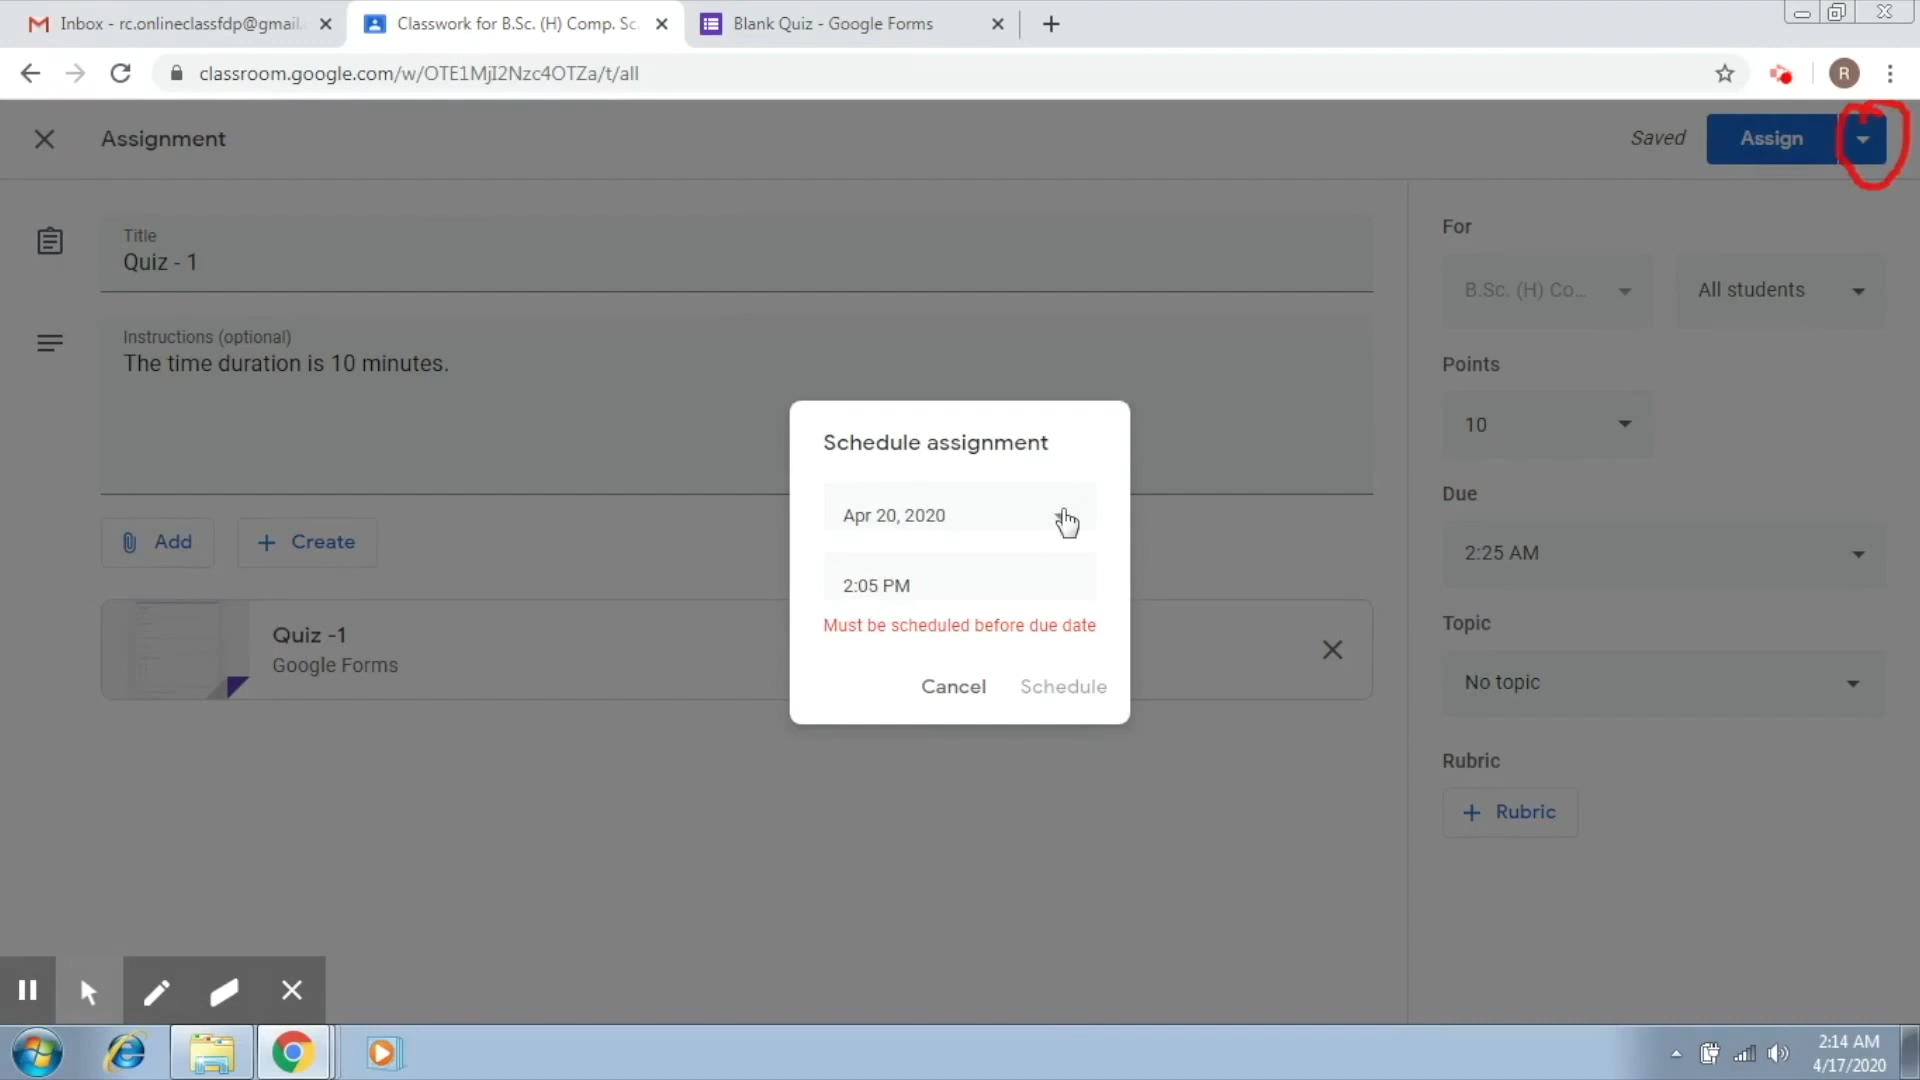 Inbox - rc.onlineclassfdp@gmail.
Classwork for B.Sc. (H) Comp. Sc.
Blank Quiz - Google Forms
classroom.google.com/w/OTE1MjI2Nzc4OTZa/t/all
R
Assignment
Saved
Assign
Title
Quiz - 1
Instructions (optional)
The time duration is 10 minutes.
Add
Create
Quiz -1
Google Forms
Schedule assignment
Apr 20, 2020
2:05 PM
Must be scheduled before due date
Cancel
Schedule
For
B.Sc. (H) Co...
All students
Points
10
Due
2:25 AM
Topic
No topic
Rubric
Rubric
2:14 AM
4/17/2020